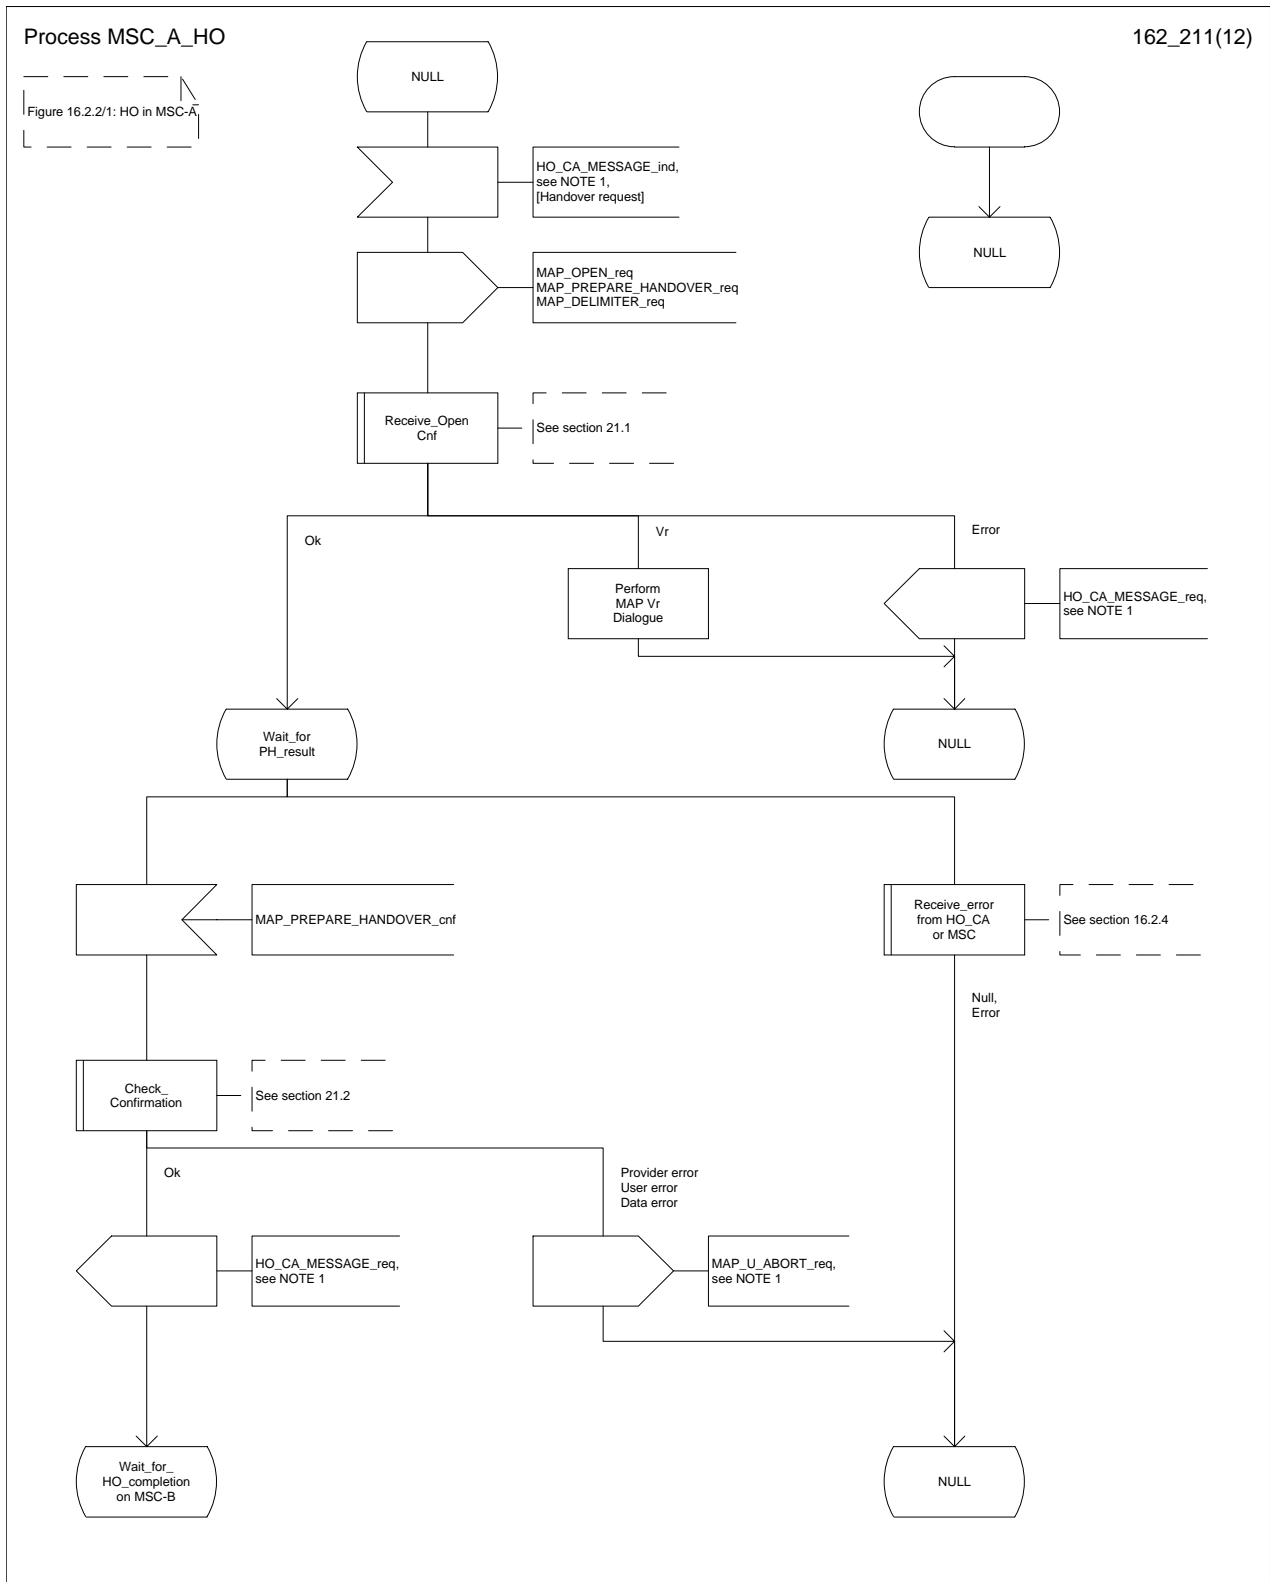 Process MSC_A_HO
162_211(12)
Figure 16.2.2/1: HO in MSC-A
NULL
HO_CA_MESSAGE_ind,
see NOTE 1,
[Handover request]
NULL
MAP_OPEN_req
MAP_PREPARE_HANDOVER_req
MAP_DELIMITER_req
Receive_Open
Cnf
See section 21.1
Ok
Vr
Error
Perform
MAP Vr
Dialogue
HO_CA_MESSAGE_req,
see NOTE 1
Wait_for
PH_result
NULL
MAP_PREPARE_HANDOVER_cnf
Receive_error
from HO_CA
or MSC
See section 16.2.4
Null,
Error
Check_
Confirmation
See section 21.2
Ok
Provider error
User error
Data error
HO_CA_MESSAGE_req,
see NOTE 1
MAP_U_ABORT_req,
see NOTE 1
Wait_for_
HO_completion
on MSC-B
NULL